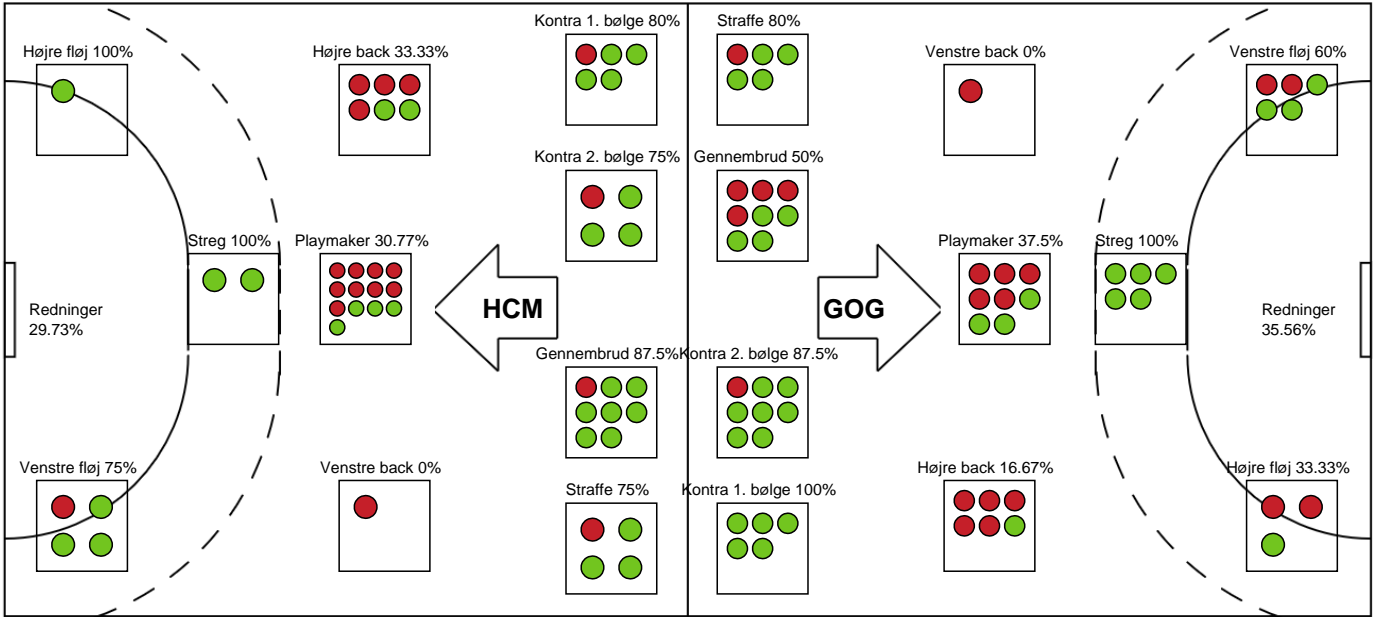 Kontra 1. bølge 80%
Straffe 80%
Højre fløj 100%
Højre back 33.33%
Venstre back 0%
Venstre fløj 60%
Kontra 2. bølge 75%
Gennembrud 50%
Streg 100%
Playmaker 30.77%
Playmaker 37.5%
Streg 100%
Redninger
29.73%
HCM
GOG
Redninger
35.56%
Gennembrud 87.5%
Kontra 2. bølge 87.5%
Venstre fløj 75%
Venstre back 0%
Straffe 75%
Kontra 1. bølge 100%
Højre back 16.67%
Højre fløj 33.33%